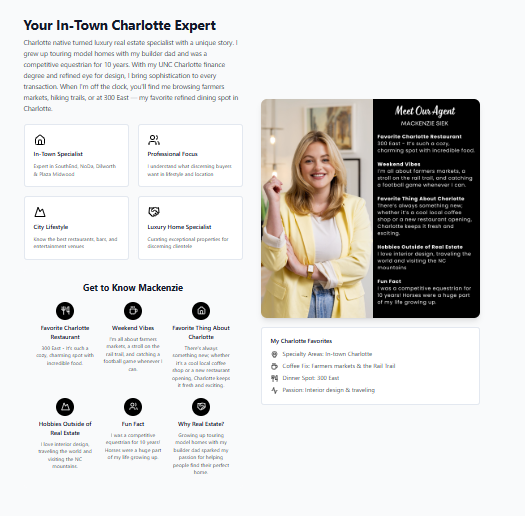 Your In-Town Charlotte Expert
Charlotte native turned luxury real estate specialist with a unique story. I
grew up touring model homes with my builder dad and was a
competitive equestrian for 10 years. With my UNC Charlotte finance
degree and refined eye for design, I bring sophistication to every
transaction. When I'm off the clock, you'll find me browsing farmers
markets, hiking trails, or at 300 East — my favorite refined dining spot in
Charlotte.
In-Town Specialist
Expert in SouthEnd, NoDa, Dilworth
& Plaza Midwood
Professional Focus
I understand what discerning buyers
want in lifestyle and location
City Lifestyle
Know the best restaurants, bars, and
entertainment venues
Luxury Home Specialist
Curating exceptional properties for
discerning clientele
Get to Know Mackenzie
Favorite Charlotte
Restaurant
300 East - It's such a
cozy, charming spot with
incredible food.
Weekend Vibes
I'm all about farmers
markets, a stroll on the
rail trail, and catching a
football game whenever I
can.
Favorite Thing About
Charlotte
There's always
something new; whether
it's a cool local coffee
shop or a new restaurant
opening, Charlotte keeps
it fresh and exciting.
Hobbies Outside of
Real Estate
I love interior design,
traveling the world and
visiting the NC
mountains.
Fun Fact
I was a competitive
equestrian for 10 years!
Horses were a huge part
of my life growing up.
Why Real Estate?
Growing up touring
model homes with my
builder dad sparked my
passion for helping
people find their perfect
home.
Meet Our Agent
MACKENZIE SIEK
Favorite Charlotte Restaurant
300 East - It's such a cozy,
charming spot with incredible food.
Weekend Vibes
I'm all about farmers markets, a
stroll on the rail trail, and catching
a football game whenever I can.
Favorite Thing About Charlotte
There's always something new,
whether it's a cool local coffee
shop or a new restaurant opening,
Charlotte keeps it fresh and
exciting.
Hobbies Outside of Real Estate
I love interior design, traveling the
world and visiting the NC
mountains
Fun Fact
I was a competitive equestrian for
10 years! Horses were a huge part
of my life growing up.
My Charlotte Favorites
Specialty Areas: In-town Charlotte
Coffee Fix: Farmers markets & the Rail Trail
Dinner Spot: 300 East
Passion: Interior design & traveling